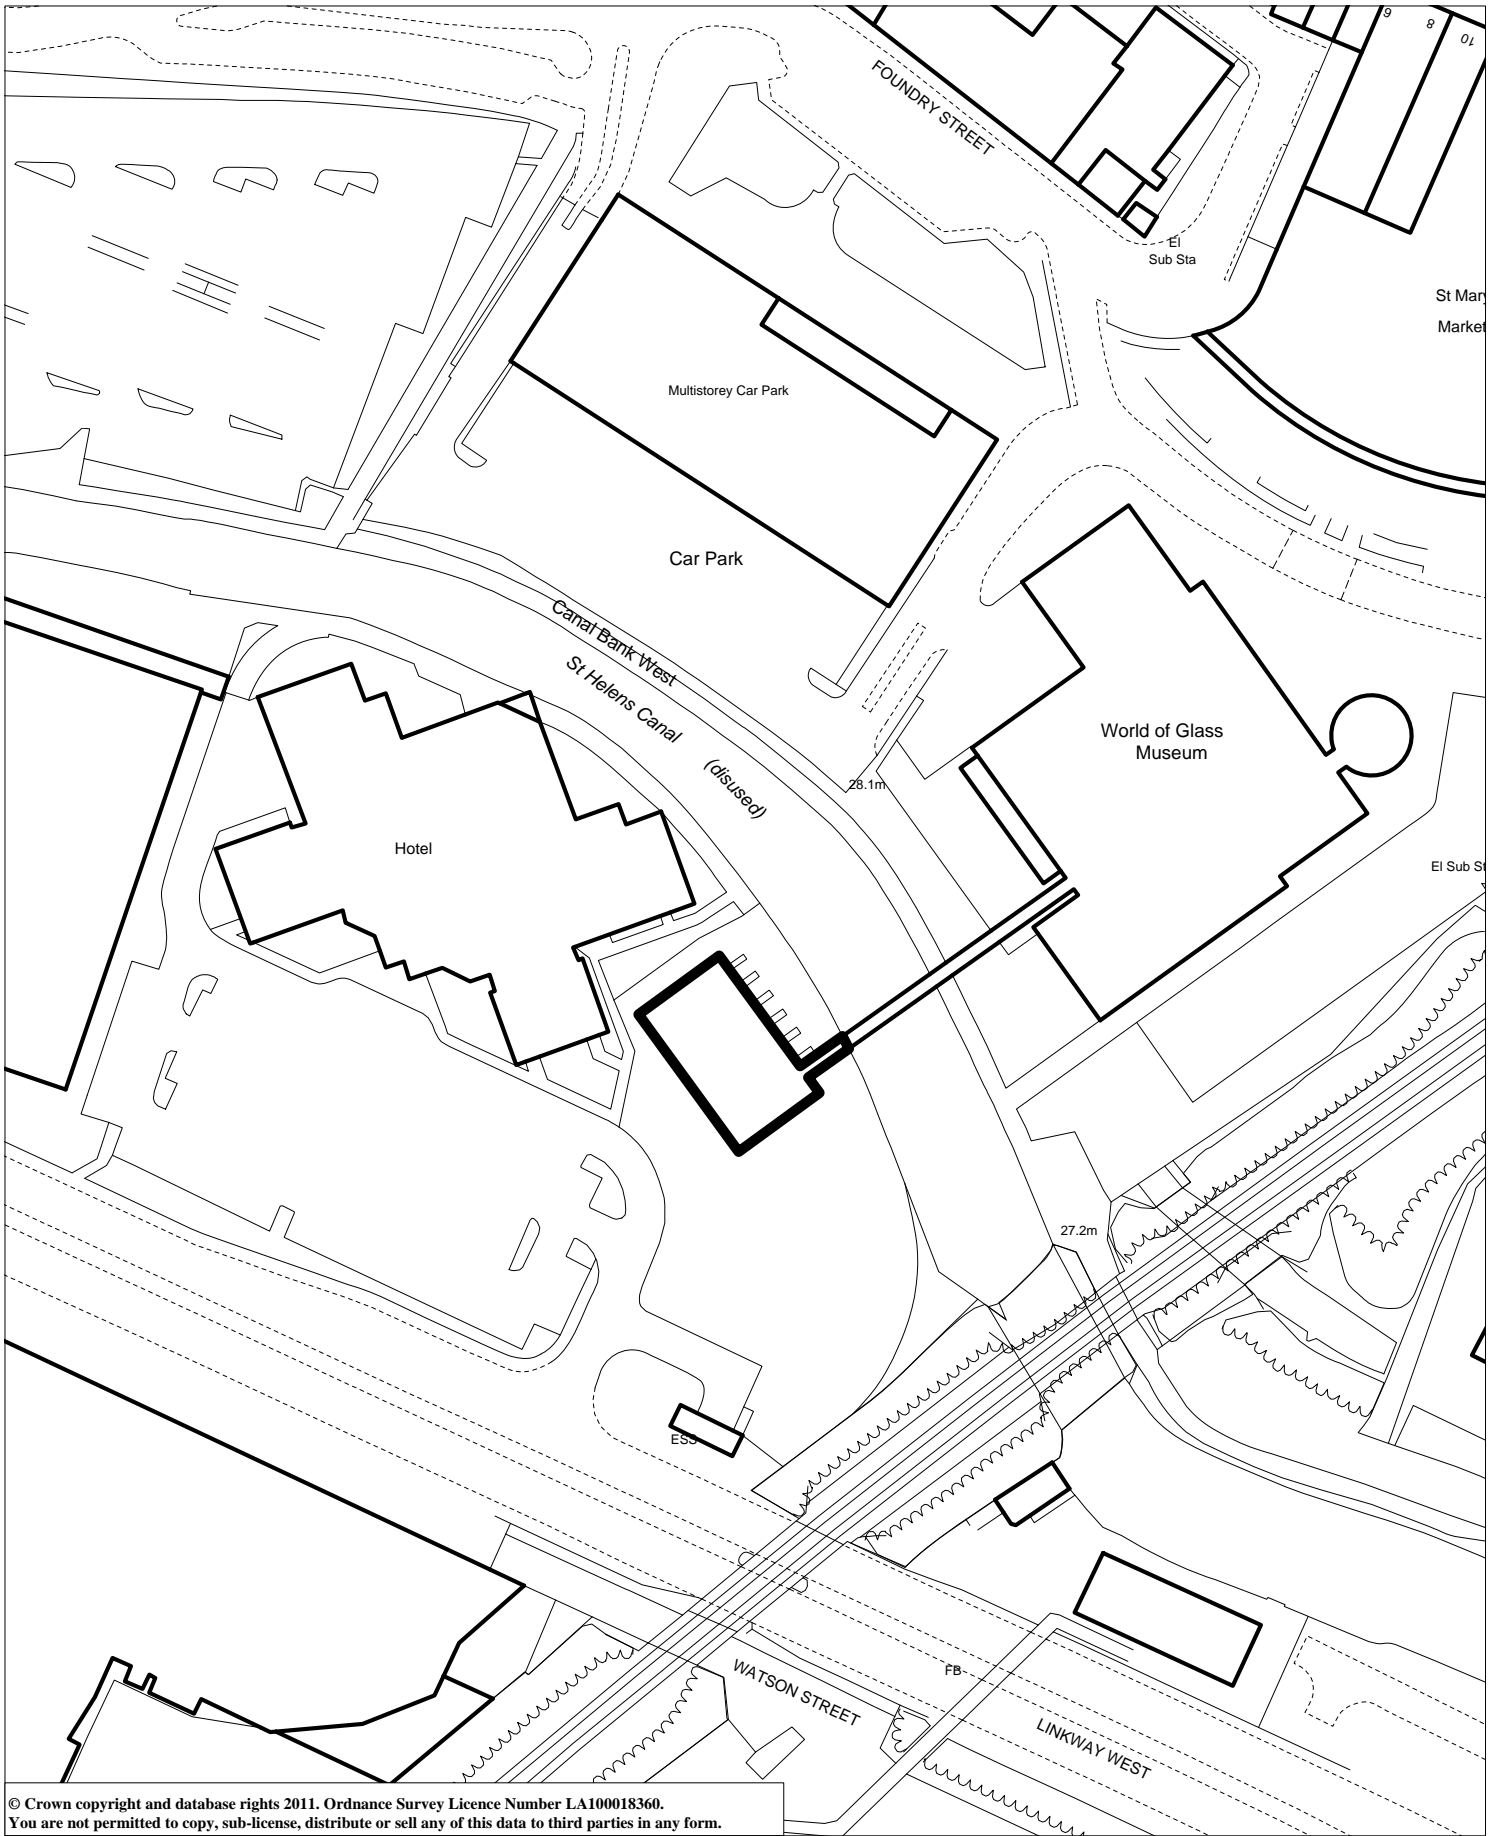 6
8
10
FOUNDRY STREET
El
Sub Sta
St Mary
Market
Multistorey Car Park
Car Park
Canal Bank West
St Helens Canal
(disused)
World of Glass
Museum
28.1m
Hotel
El Sub St
27.2m
ESS
FB
WATSON STREET
LINKWAY WEST
© Crown copyright and database rights 2011. Ordnance Survey Licence Number LA100018360.
You are not permitted to copy, sub-license, distribute or sell any of this data to third parties in any form.